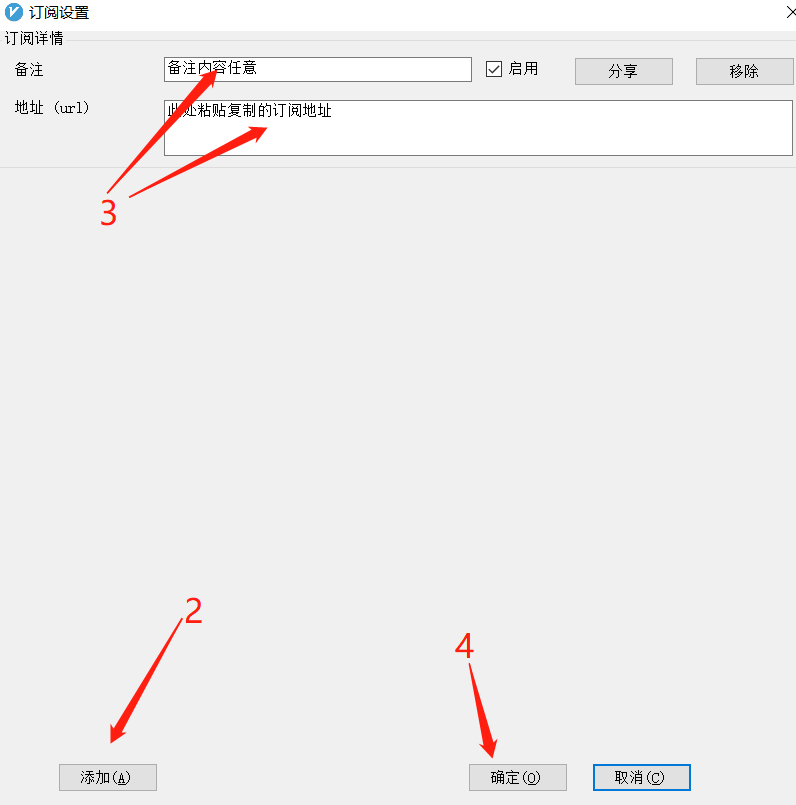 订阅设置
订阅详情
备注 备注内容任意 启用 分享 移除
地址 (url) 此处粘贴复制的订阅地址
3
2
4
添加(A) 确定(O) 取消(C)